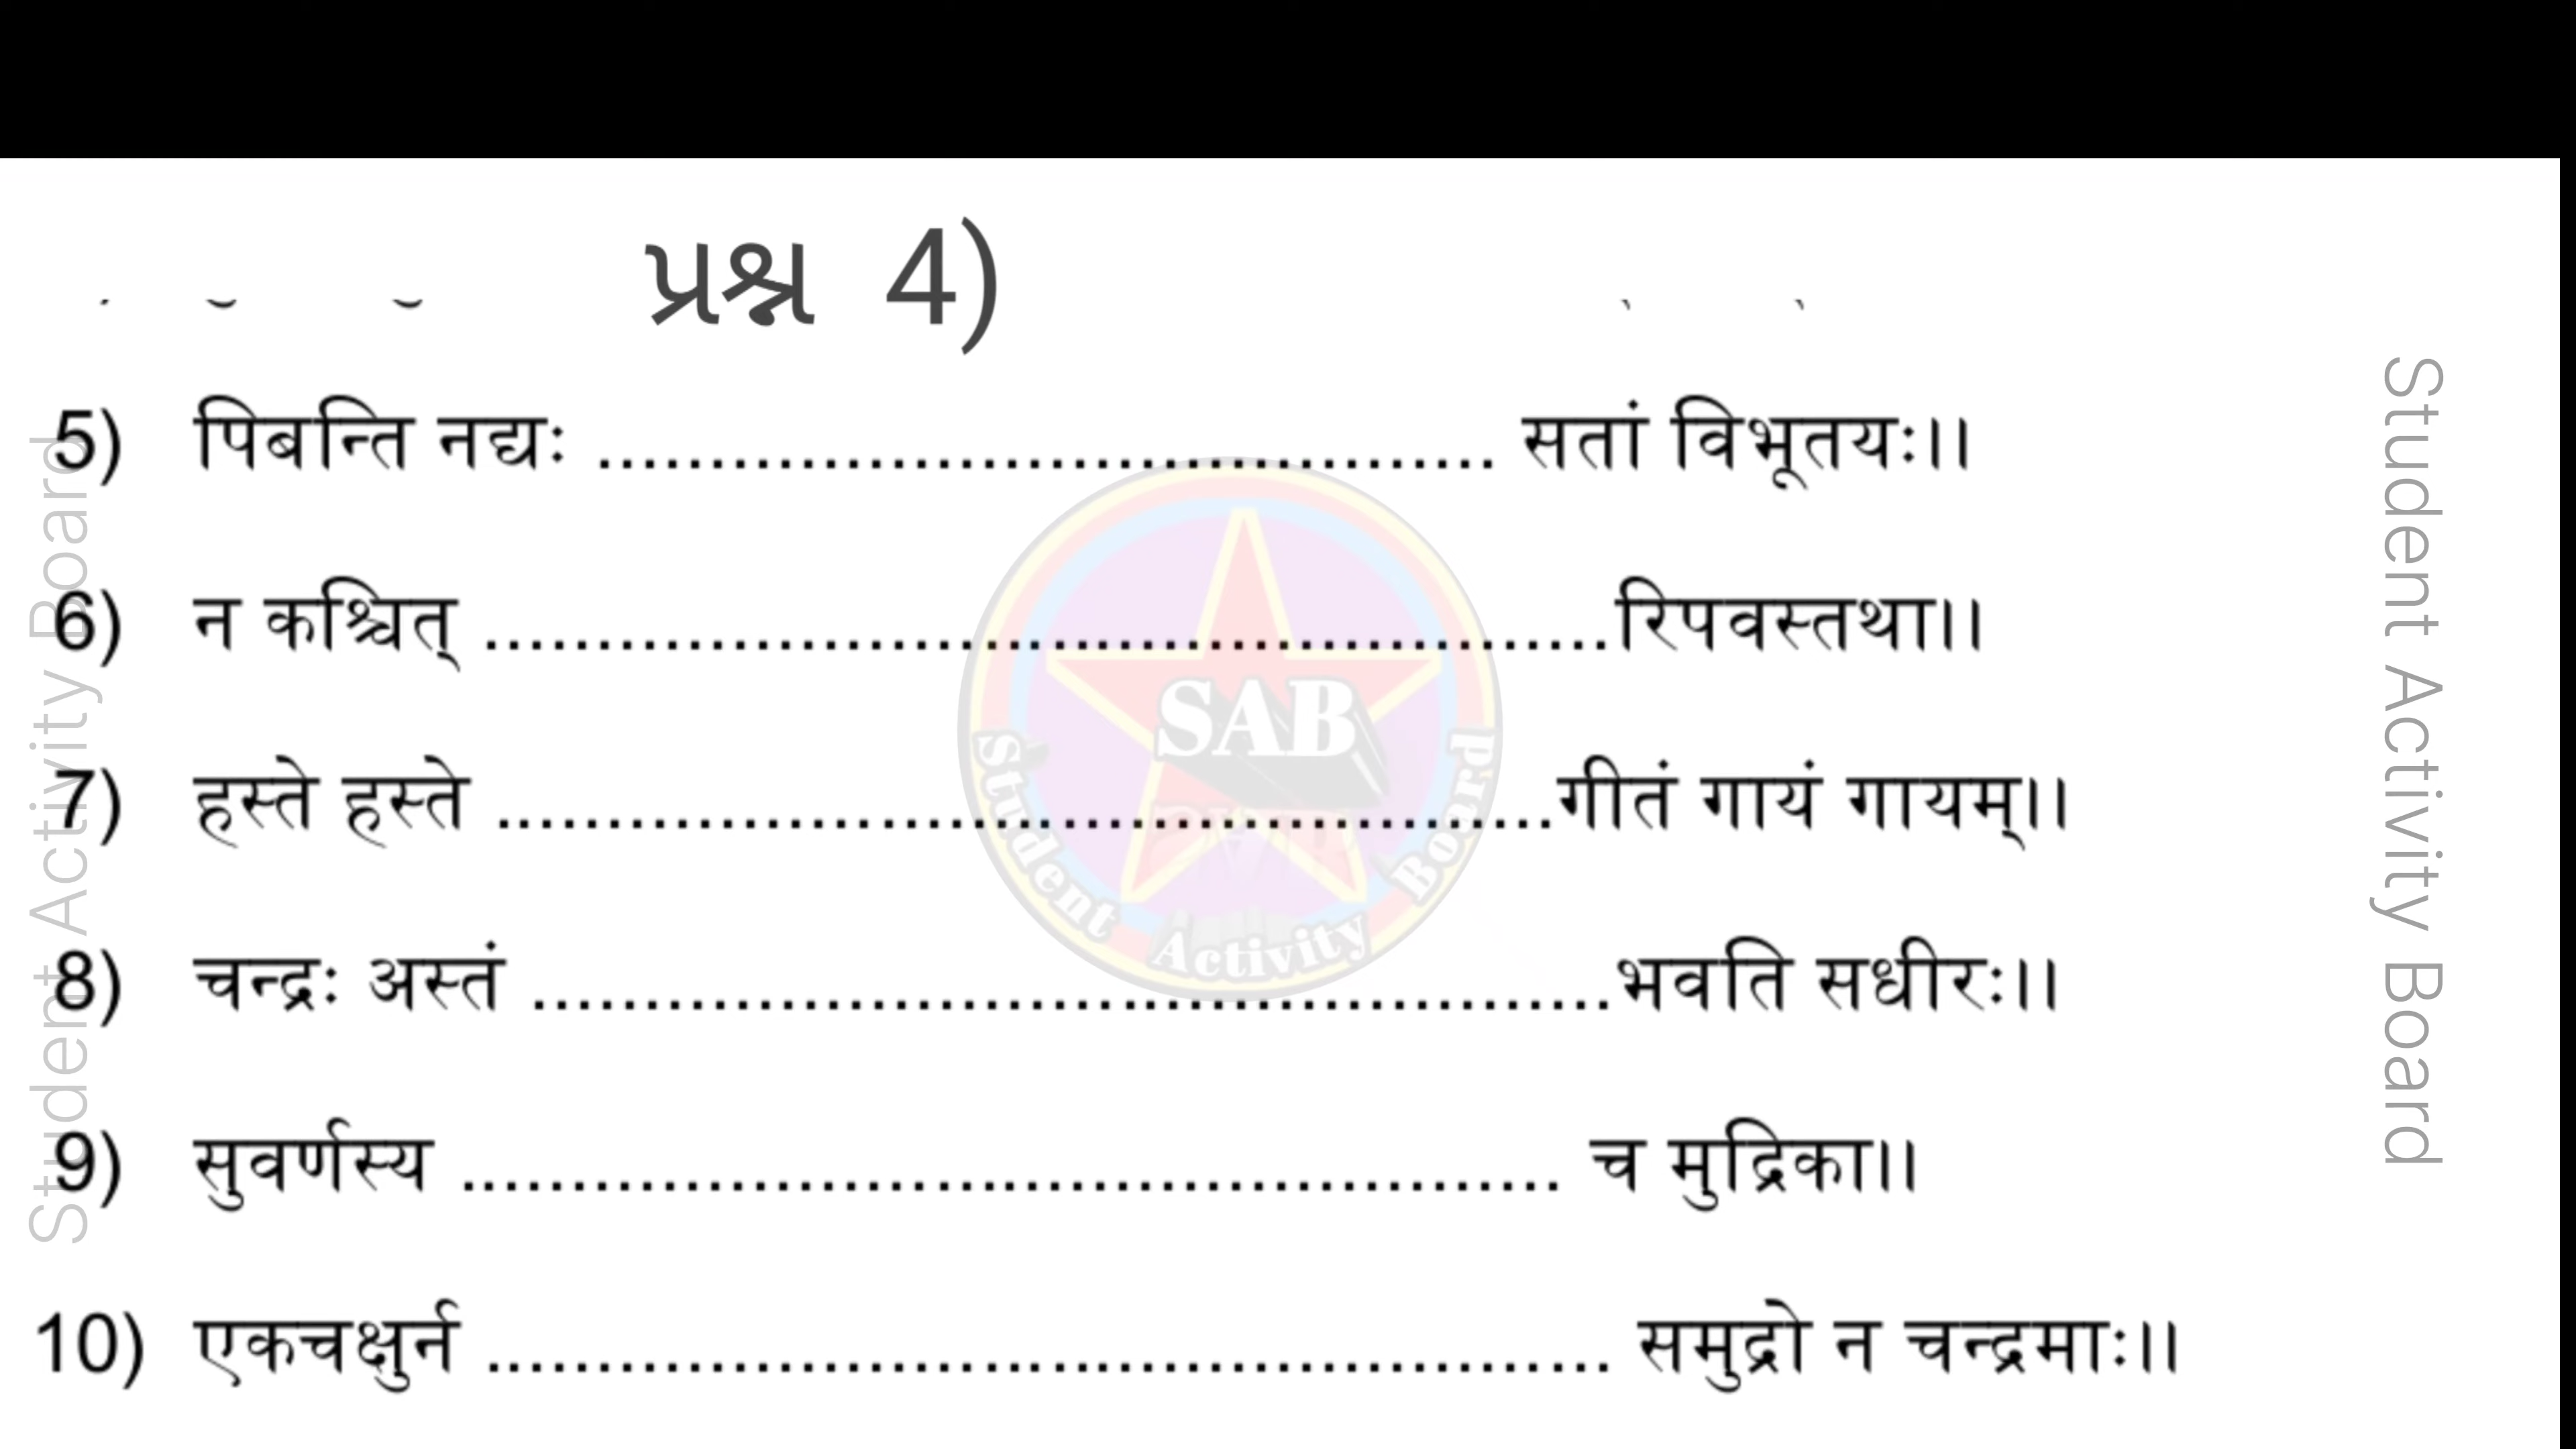 પ્રશ્ન 4)
5) पिबन्ति नद्यः ................................................ सतां विभूतयः।।
6) न कश्चित् ................................................रिपवस्तथा।।
7) हस्ते हस्ते ................................................गीतं गायं गायम्।।
8) चन्द्रः अस्तं ................................................भवति सधीरः।।
9) सुवर्णस्य ................................................ च मुद्रिका।।
10) एकचक्षुर्न ................................................ समुद्रो न चन्द्रमाः।।
Student Activity Board
Student Activity Board
SAB
Student Activity Board